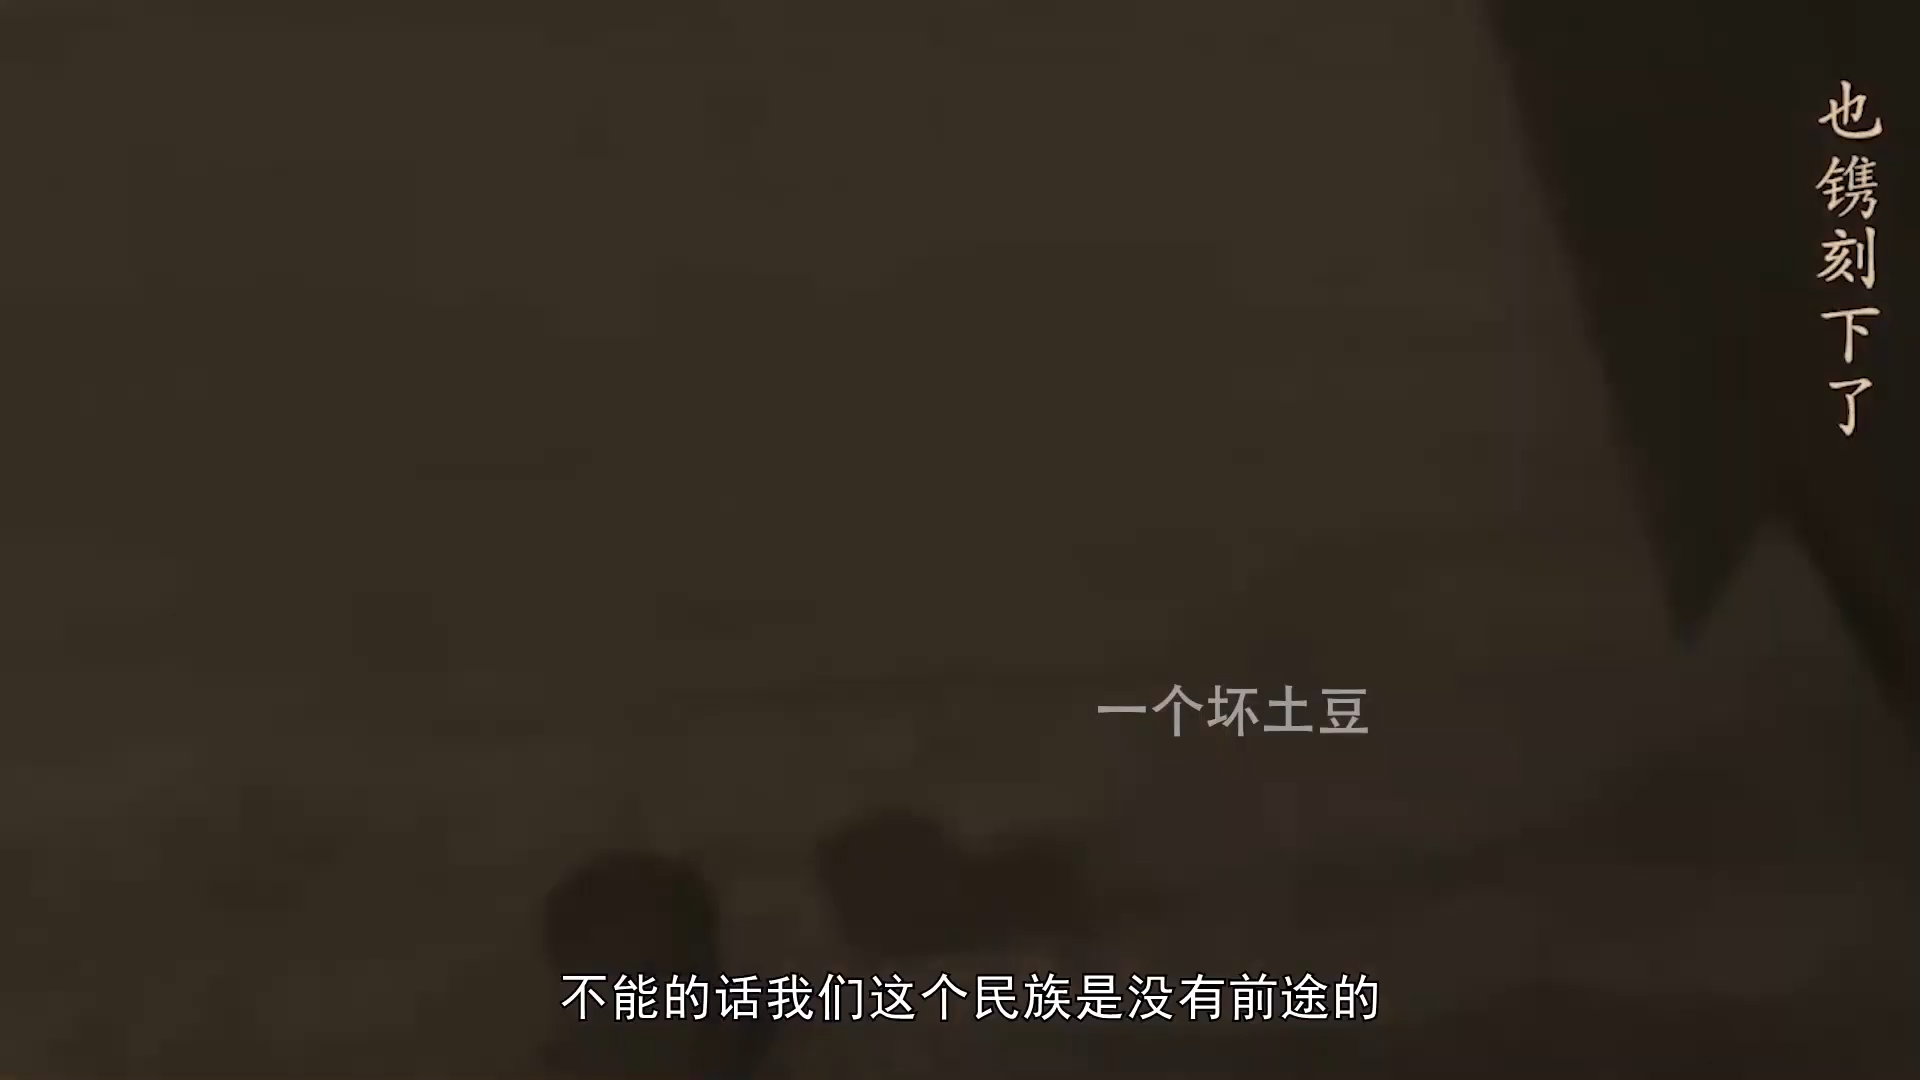 也镌刻下了
一个坏土豆
不能的话我们这个民族是没有前途的